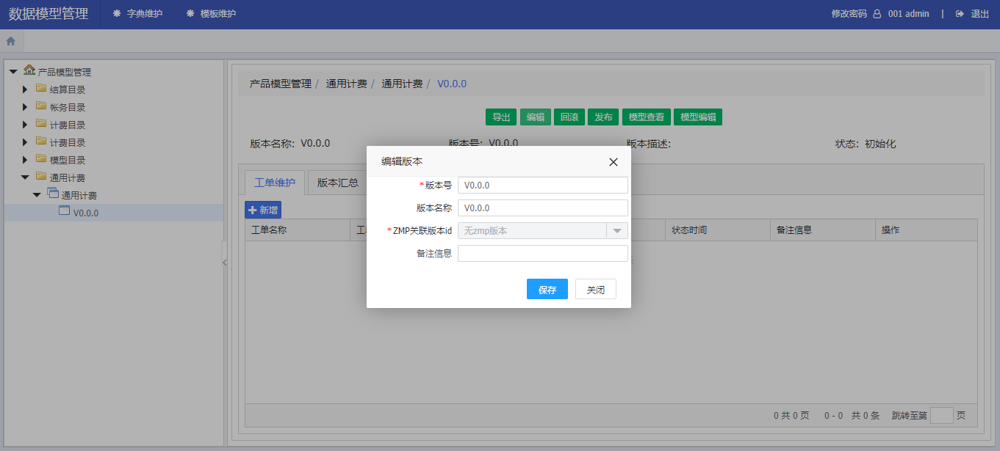 数据模型管理 字典维护 模板维护 修改密码 001 admin | 退出
产品模型管理
结算目录
帐务目录
计费目录
计费目录
模型目录
通用计费
通用计费
V0.0.0
产品模型管理 / 通用计费 / 通用计费 / V0.0.0
导出 编辑 回滚 发布 模型查看 模型编辑
版本名称: V0.0.0 版本号: V0.0.0 版本描述: 状态: 初始化
工单维护 版本汇总
新增
工单名称 状态时间 备注信息 操作
编辑版本
*版本号 V0.0.0
版本名称 V0.0.0
*ZMP关联版本id 无zmp版本
备注信息
保存 关闭
0 共 0 页 0 - 0 共 0 条 跳转至第 页